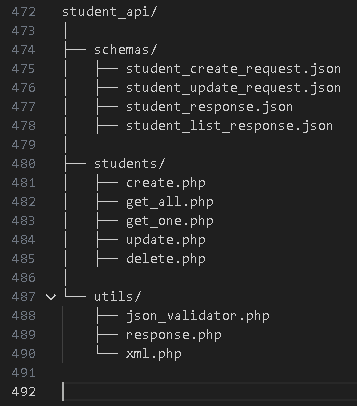 472 student_api/
473 │
474 ├── schemas/
475 │   ├── student_create_request.json
476 │   ├── student_update_request.json
477 │   ├── student_response.json
478 │   ├── student_list_response.json
479 │
480 ├── students/
481 │   ├── create.php
482 │   ├── get_all.php
483 │   ├── get_one.php
484 │   ├── update.php
485 │   ├── delete.php
486 │
487 └── utils/
488     ├── json_validator.php
489     ├── response.php
490     └── xml.php
491
492